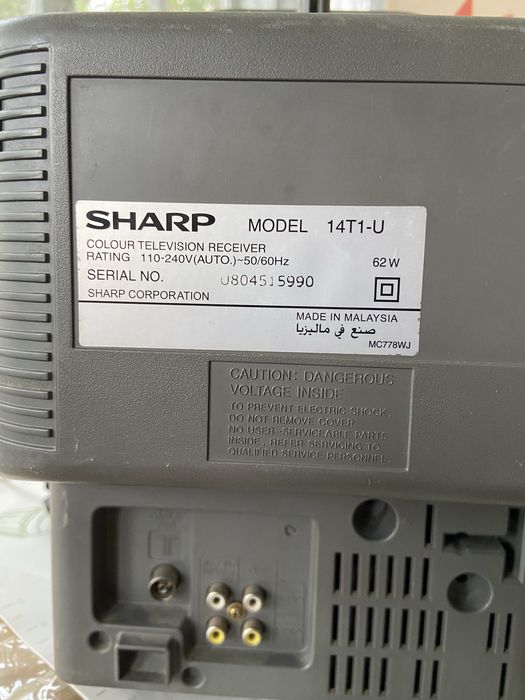 SHARP MODEL 14T1-U
COLOUR TELEVISION RECEIVER
RATING 110-240V(AUTO.)~50/60Hz 62 W
SERIAL NO. U804515990
SHARP CORPORATION
MADE IN MALAYSIA
صنع في ماليزيا
MC778WJ
CAUTION: DANGEROUS
VOLTAGE INSIDE
TO PREVENT ELECTRIC SHOCK,
DO NOT REMOVE COVER.
NO USER-SERVICEABLE PARTS
INSIDE. REFER SERVICING TO
QUALIFIED SERVICE PERSONNEL.